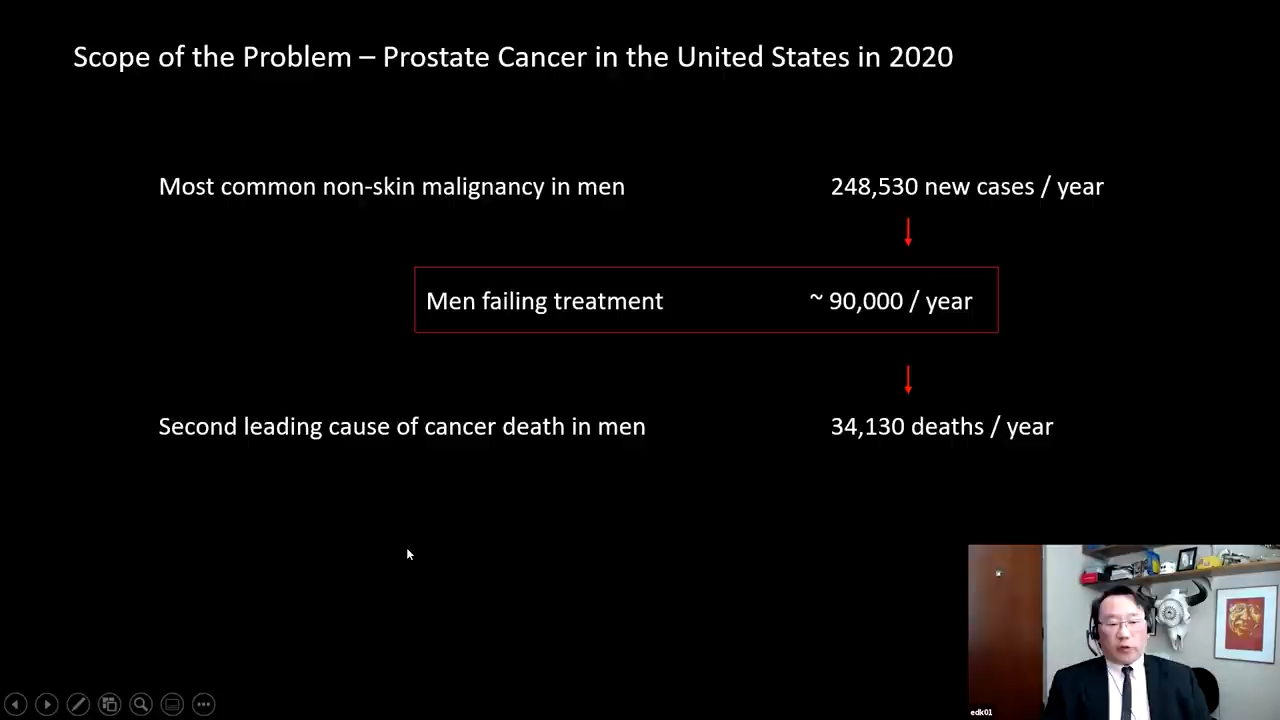 Scope of the Problem – Prostate Cancer in the United States in 2020
Most common non-skin malignancy in men 248,530 new cases / year
Men failing treatment ~ 90,000 / year
Second leading cause of cancer death in men 34,130 deaths / year
edk01